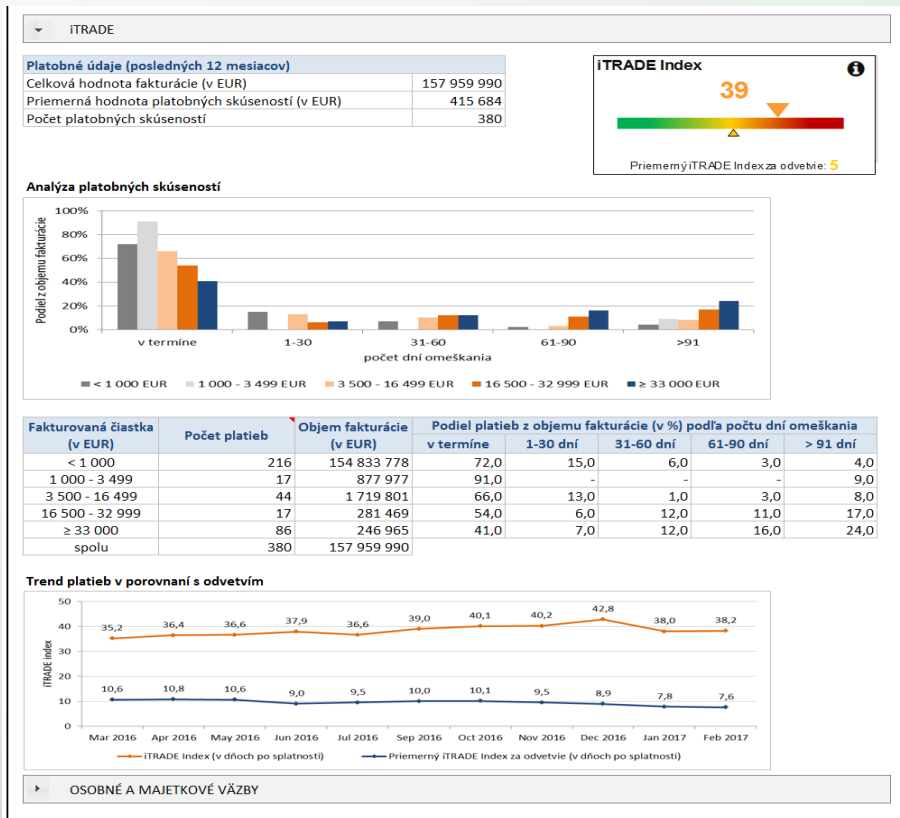 iTRADE
Platobné údaje (posledných 12 mesiacov)
Celková hodnota fakturácie (v EUR) 157 959 990
Priemerná hodnota platobných skúseností (v EUR) 415 684
Počet platobných skúseností 380
iTRADE Index
39
Priemerný iTRADE Index za odvetvie: 5
Analýza platobných skúseností
Podiel z objemu fakturácie
100%
80%
60%
40%
20%
0%
v termíne 1-30 31-60 61-90 >91
počet dní omeškania
< 1 000 EUR 1 000 - 3 499 EUR 3 500 - 16 499 EUR 16 500 - 32 999 EUR ≥ 33 000 EUR
Fakturovaná čiastka (v EUR) Počet platieb Objem fakturácie (v EUR) Podiel platieb z objemu fakturácie (v %) podľa počtu dní omeškania
v termíne 1-30 dní 31-60 dní 61-90 dní > 91 dní
< 1 000 216 154 833 778 72,0 15,0 6,0 3,0 4,0
1 000 - 3 499 17 877 977 91,0 - - - 9,0
3 500 - 16 499 44 1 719 801 66,0 13,0 1,0 3,0 8,0
16 500 - 32 999 17 281 469 54,0 6,0 12,0 11,0 17,0
≥ 33 000 86 246 965 41,0 7,0 12,0 16,0 24,0
spolu 380 157 959 990
Trend platieb v porovnaní s odvetvím
iTRADE index
50
40
30
20
10
0
35,2 36,4 36,6 37,9 36,6 39,0 40,1 40,2 42,8 38,0 38,2
10,6 10,8 10,6 9,0 9,5 10,0 10,1 9,5 8,9 7,8 7,6
Mar 2016 Apr 2016 May 2016 Jun 2016 Jul 2016 Sep 2016 Oct 2016 Nov 2016 Dec 2016 Jan 2017 Feb 2017
iTRADE Index (v dňoch po splatnosti) Priemerný iTRADE Index za odvetvie (v dňoch po splatnosti)
OSOBNÉ A MAJETKOVÉ VÄZBY